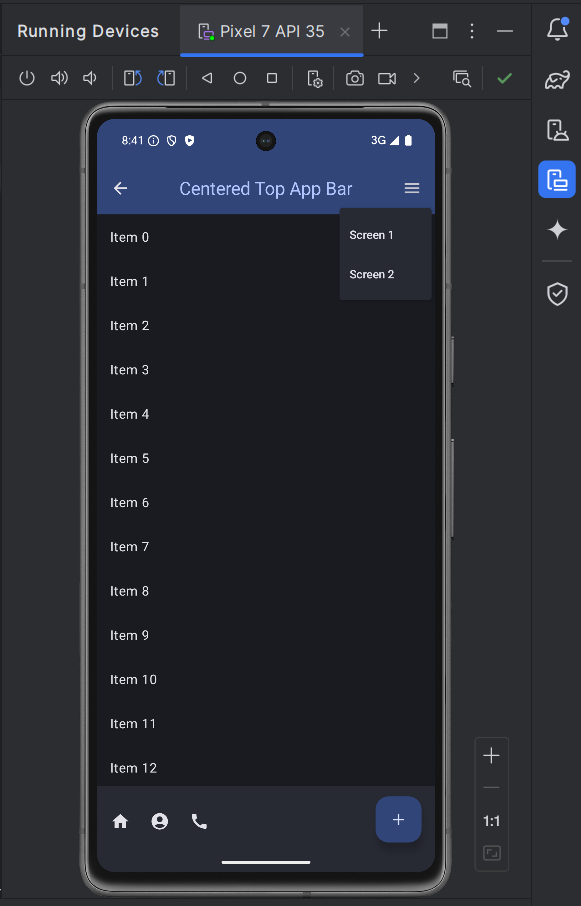 Running Devices
Pixel 7 API 35
8:41
3G
Centered Top App Bar
Screen 1
Screen 2
Item 0
Item 1
Item 2
Item 3
Item 4
Item 5
Item 6
Item 7
Item 8
Item 9
Item 10
Item 11
Item 12
1:1